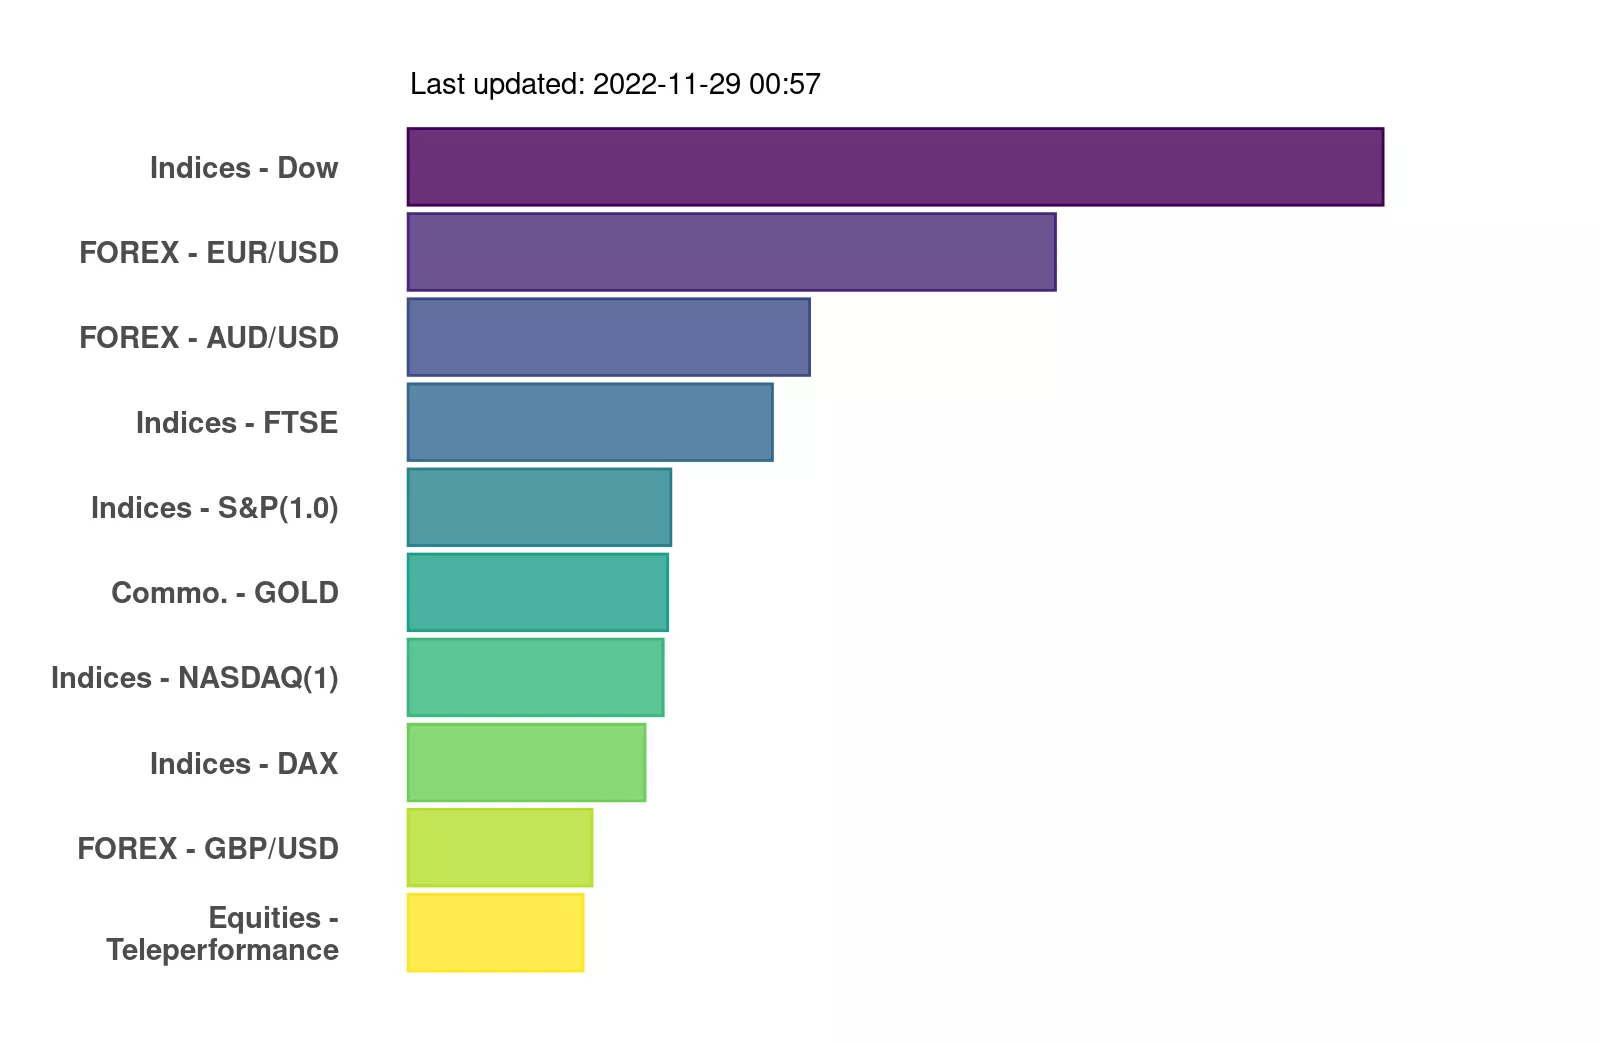 Last updated: 2022-11-29 00:57
Indices - Dow
FOREX - EUR/USD
FOREX - AUD/USD
Indices - FTSE
Indices - S&P(1.0)
Commo. - GOLD
Indices - NASDAQ(1)
Indices - DAX
FOREX - GBP/USD
Equities -
Teleperformance